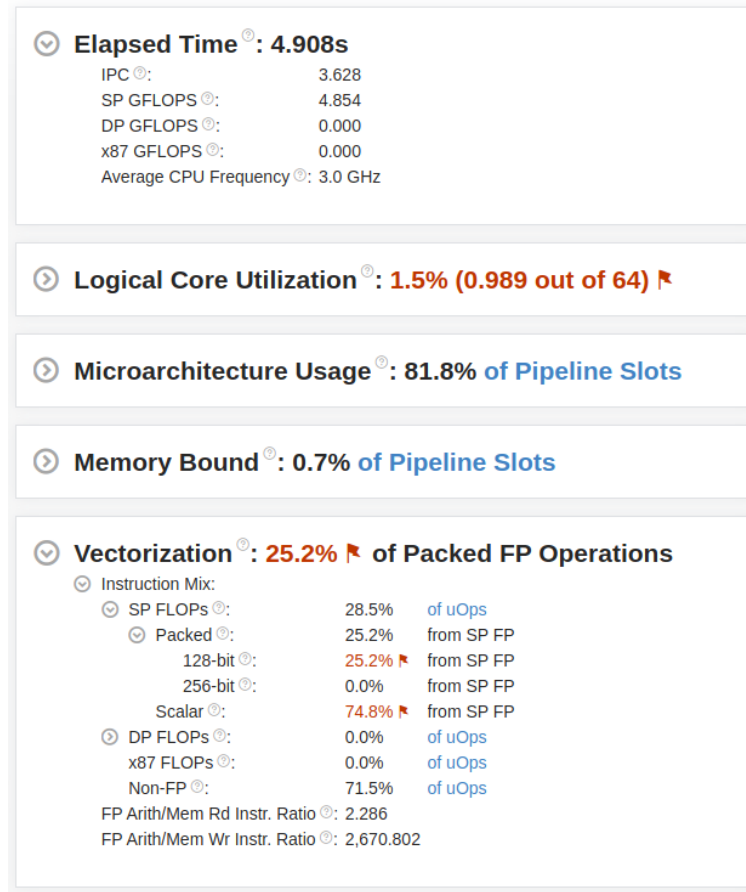 Elapsed Time: 4.908s
IPC: 3.628
SP GFLOPS: 4.854
DP GFLOPS: 0.000
x87 GFLOPS: 0.000
Average CPU Frequency: 3.0 GHz
Logical Core Utilization: 1.5% (0.989 out of 64)
Microarchitecture Usage: 81.8% of Pipeline Slots
Memory Bound: 0.7% of Pipeline Slots
Vectorization: 25.2% of Packed FP Operations
Instruction Mix:
SP FLOPs: 28.5% of uOps
Packed: 25.2% from SP FP
128-bit: 25.2% from SP FP
256-bit: 0.0% from SP FP
Scalar: 74.8% from SP FP
DP FLOPs: 0.0% of uOps
x87 FLOPs: 0.0% of uOps
Non-FP: 71.5% of uOps
FP Arith/Mem Rd Instr. Ratio: 2.286
FP Arith/Mem Wr Instr. Ratio: 2,670.802